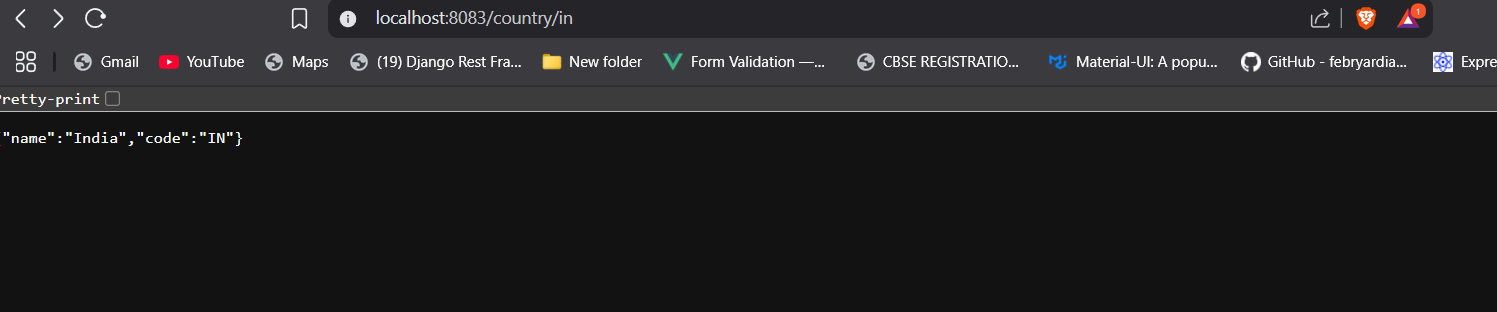 localhost:8083/country/in
1
Gmail YouTube Maps (19) Django Rest Fra... New folder Form Validation —... CBSE REGISTRATIO... Material-UI: A popu... GitHub - febryardia... Expre
Pretty-print
{"name":"India","code":"IN"}